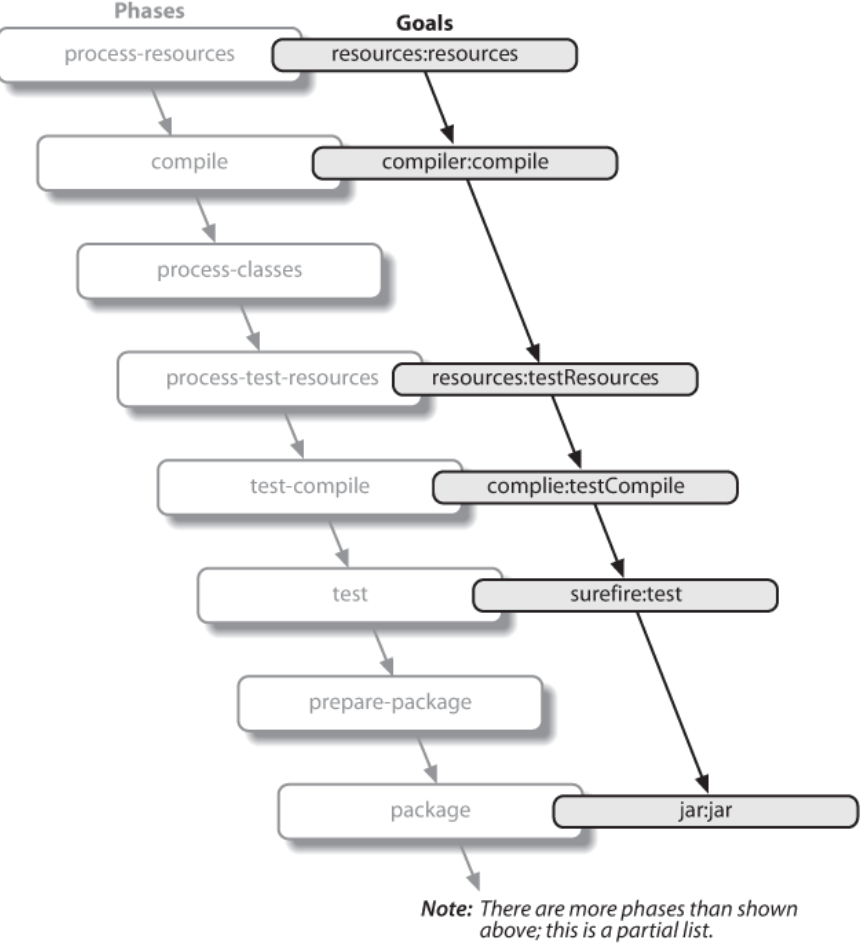 Phases
Goals
process-resources
resources:resources
compile
compiler:compile
process-classes
process-test-resources
resources:testResources
test-compile
complie:testCompile
test
surefire:test
prepare-package
package
jar:jar
Note: There are more phases than shown
above; this is a partial list.